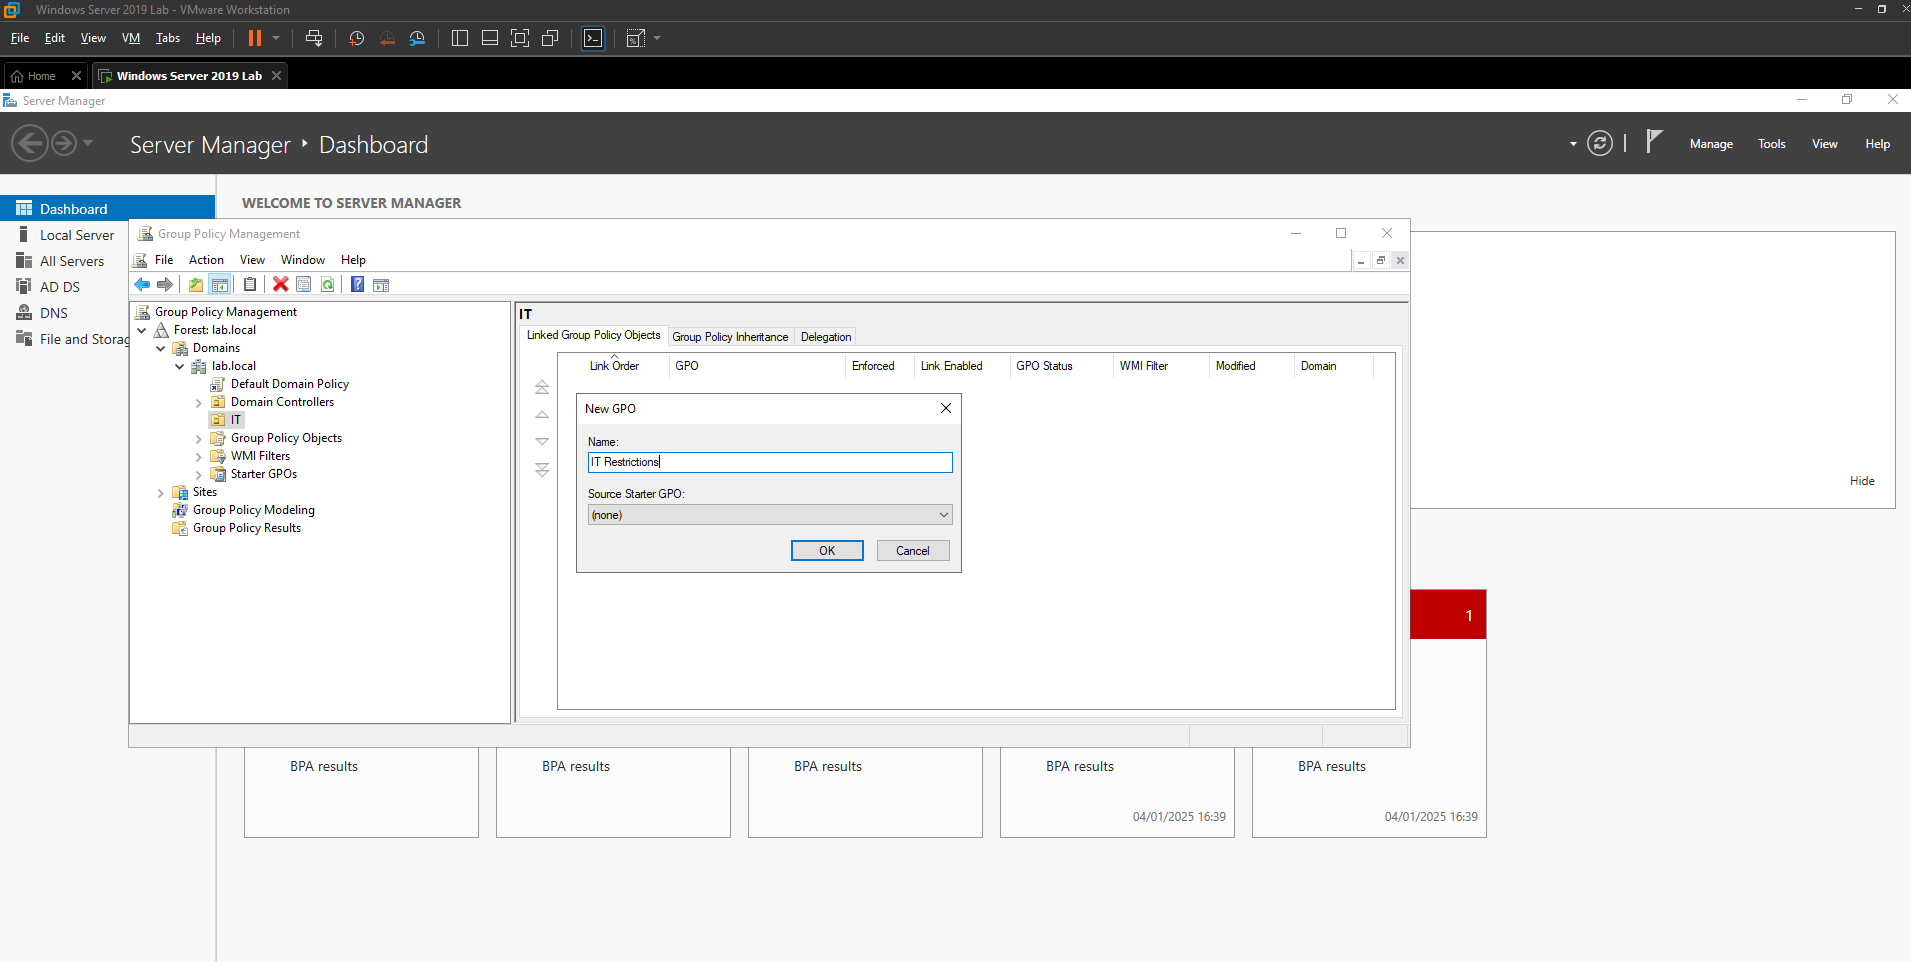 Windows Server 2019 Lab - VMware Workstation
File Edit View VM Tabs Help
Home
Windows Server 2019 Lab
Server Manager
Server Manager Dashboard
Manage Tools View Help
Dashboard
Local Server
All Servers
AD DS
DNS
File and Storag
WELCOME TO SERVER MANAGER
Group Policy Management
File Action View Window Help
Group Policy Management
Forest: lab.local
Domains
lab.local
Default Domain Policy
Domain Controllers
IT
Group Policy Objects
WMI Filters
Starter GPOs
Sites
Group Policy Modeling
Group Policy Results
IT
Linked Group Policy Objects Group Policy Inheritance Delegation
Link Order GPO Enforced Link Enabled GPO Status WMI Filter Modified Domain
New GPO
Name:
IT Restrictions
Source Starter GPO:
(none)
OK Cancel
Hide
1
BPA results BPA results BPA results BPA results BPA results
04/01/2025 16:39 04/01/2025 16:39